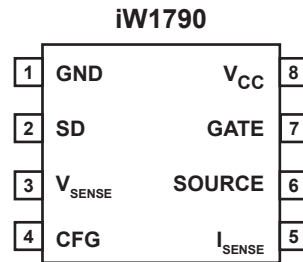 iW1790
1 GND V_CC 8
2 SD GATE 7
3 V_SENSE SOURCE 6
4 CFG I_SENSE 5